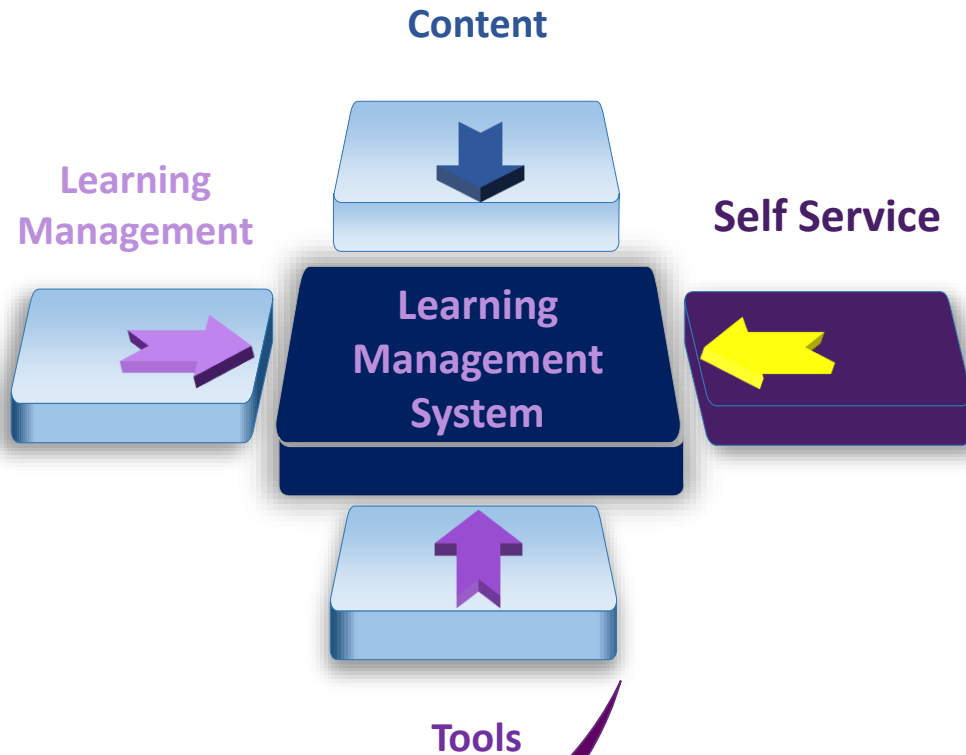 Content
Learning
Management
Self Service
Learning
Management
System
Tools